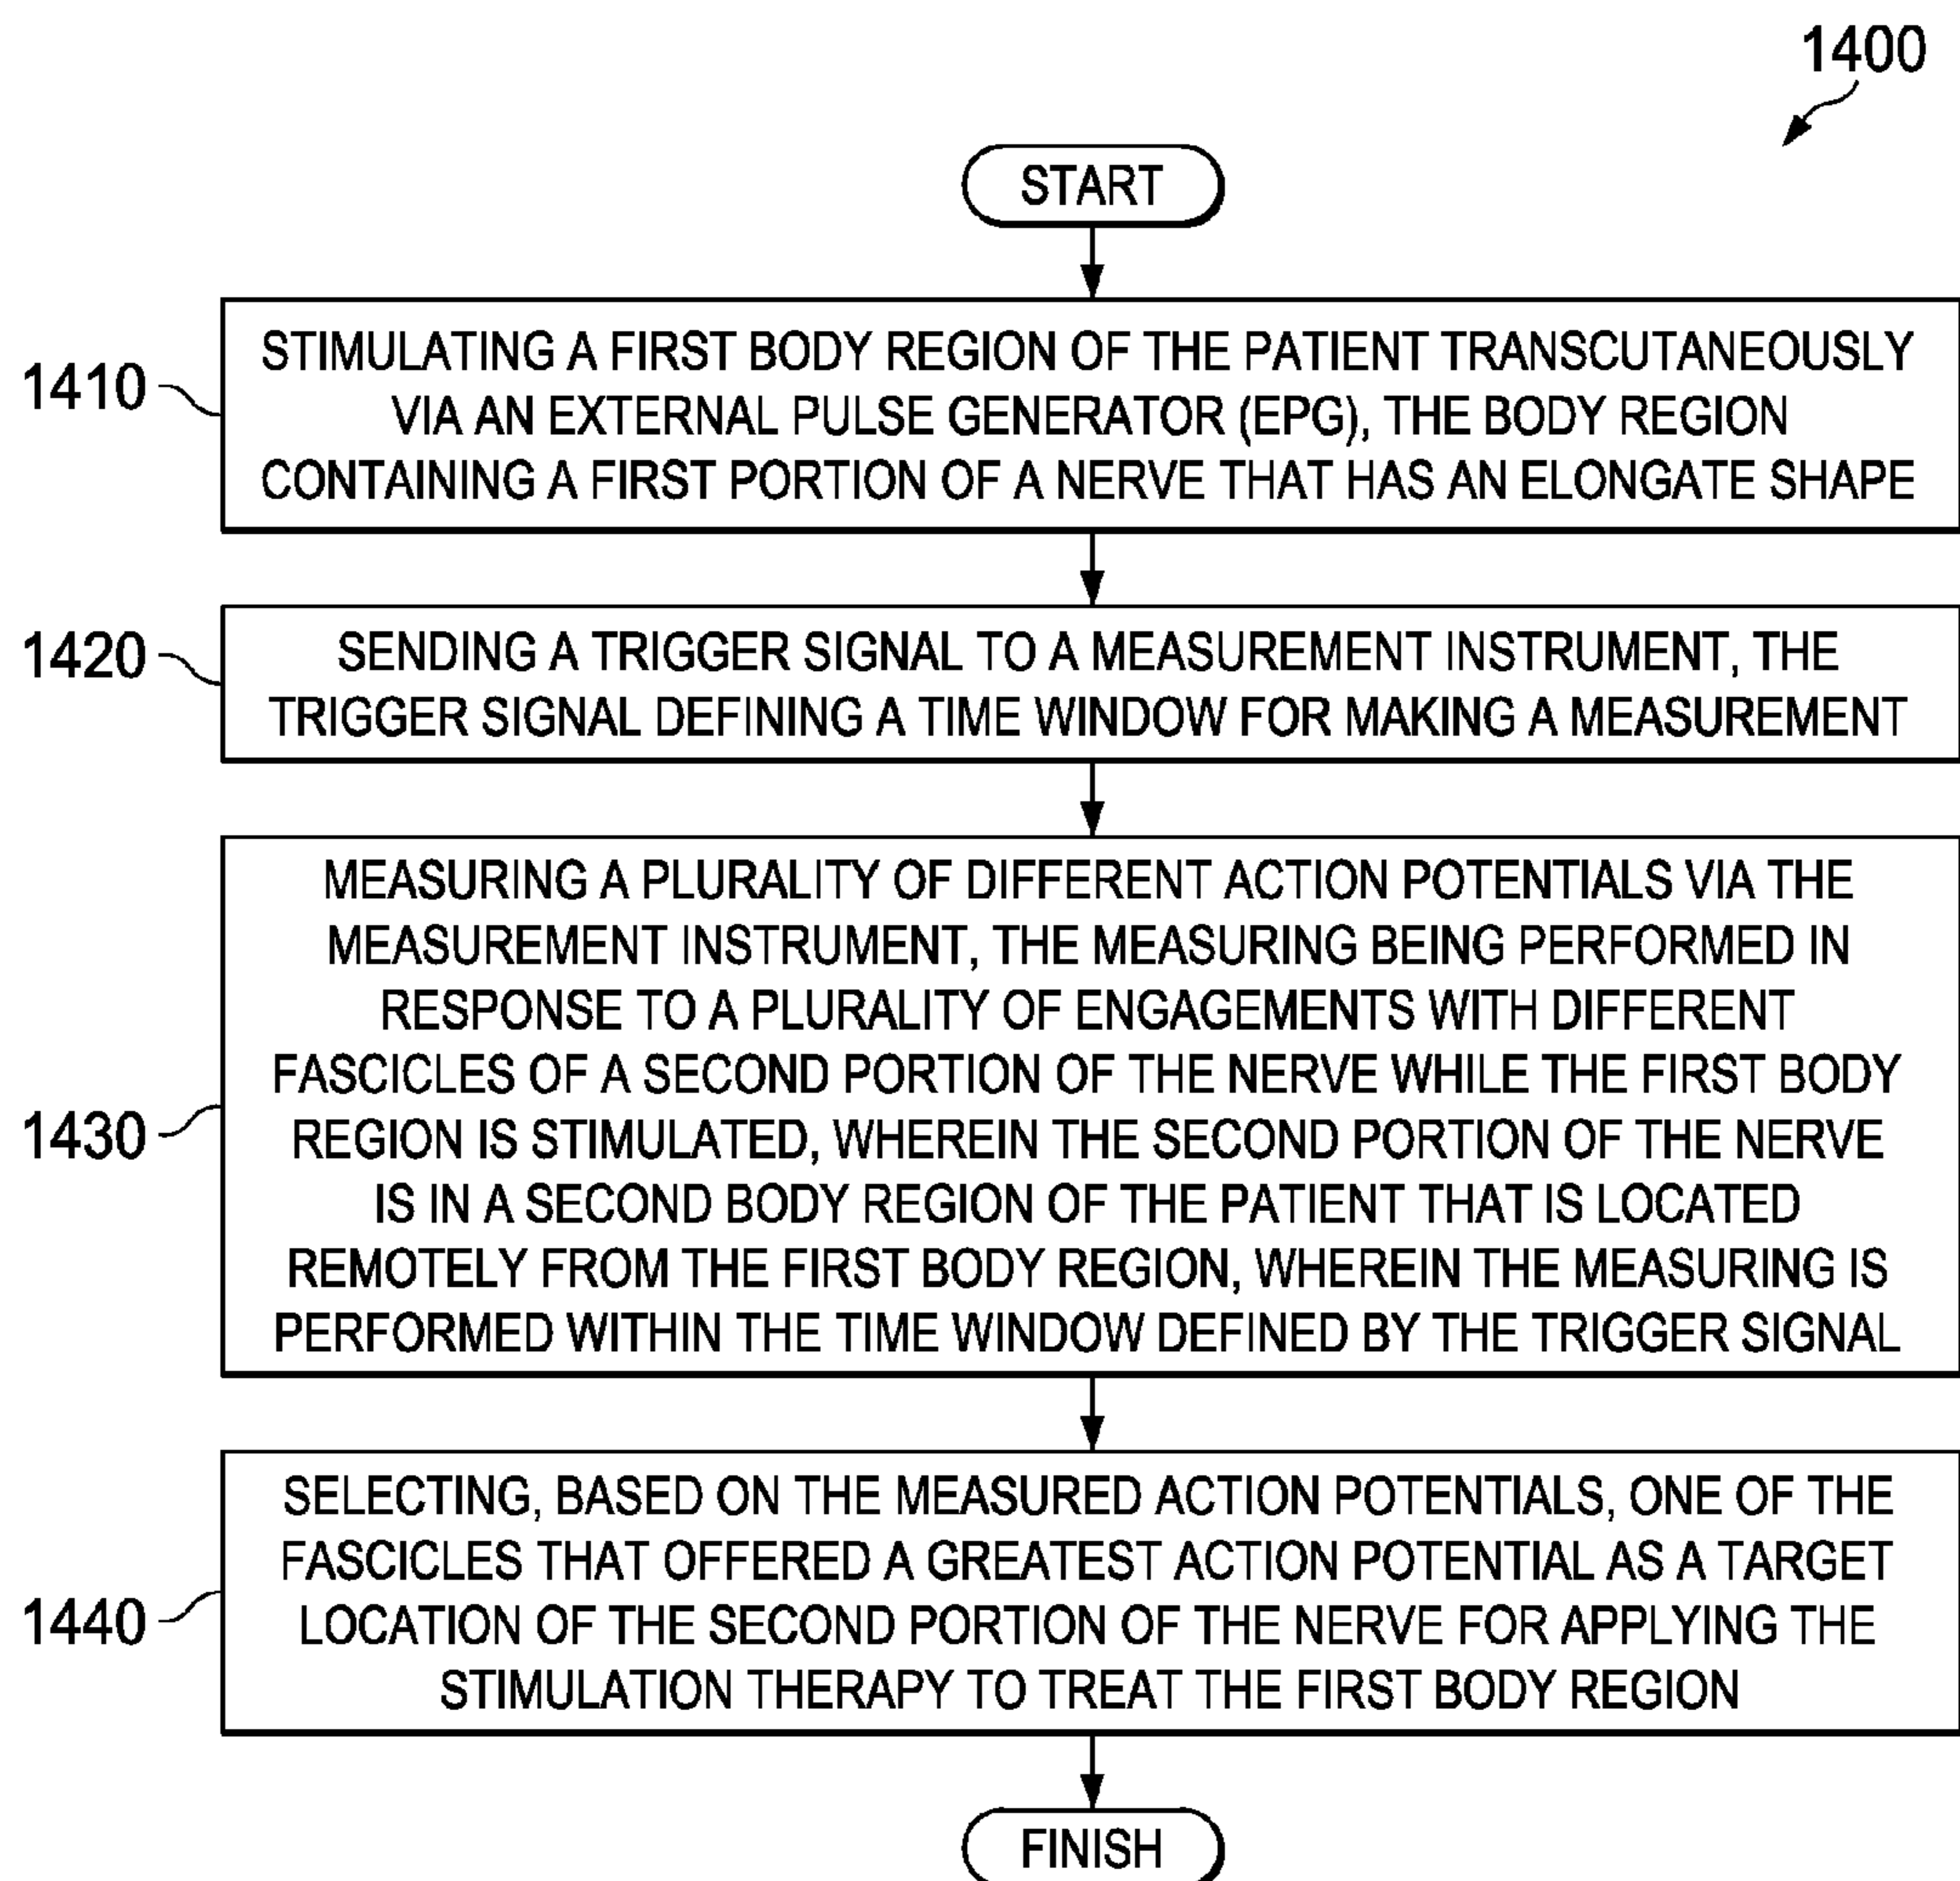 1400
START
1410
STIMULATING A FIRST BODY REGION OF THE PATIENT TRANSCUTANEOUSLY
VIA AN EXTERNAL PULSE GENERATOR (EPG), THE BODY REGION
CONTAINING A FIRST PORTION OF A NERVE THAT HAS AN ELONGATE SHAPE
1420
SENDING A TRIGGER SIGNAL TO A MEASUREMENT INSTRUMENT, THE
TRIGGER SIGNAL DEFINING A TIME WINDOW FOR MAKING A MEASUREMENT
1430
MEASURING A PLURALITY OF DIFFERENT ACTION POTENTIALS VIA THE
MEASUREMENT INSTRUMENT, THE MEASURING BEING PERFORMED IN
RESPONSE TO A PLURALITY OF ENGAGEMENTS WITH DIFFERENT
FASCICLES OF A SECOND PORTION OF THE NERVE WHILE THE FIRST BODY
REGION IS STIMULATED, WHEREIN THE SECOND PORTION OF THE NERVE
IS IN A SECOND BODY REGION OF THE PATIENT THAT IS LOCATED
REMOTELY FROM THE FIRST BODY REGION, WHEREIN THE MEASURING IS
PERFORMED WITHIN THE TIME WINDOW DEFINED BY THE TRIGGER SIGNAL
1440
SELECTING, BASED ON THE MEASURED ACTION POTENTIALS, ONE OF THE
FASCICLES THAT OFFERED A GREATEST ACTION POTENTIAL AS A TARGET
LOCATION OF THE SECOND PORTION OF THE NERVE FOR APPLYING THE
STIMULATION THERAPY TO TREAT THE FIRST BODY REGION
FINISH